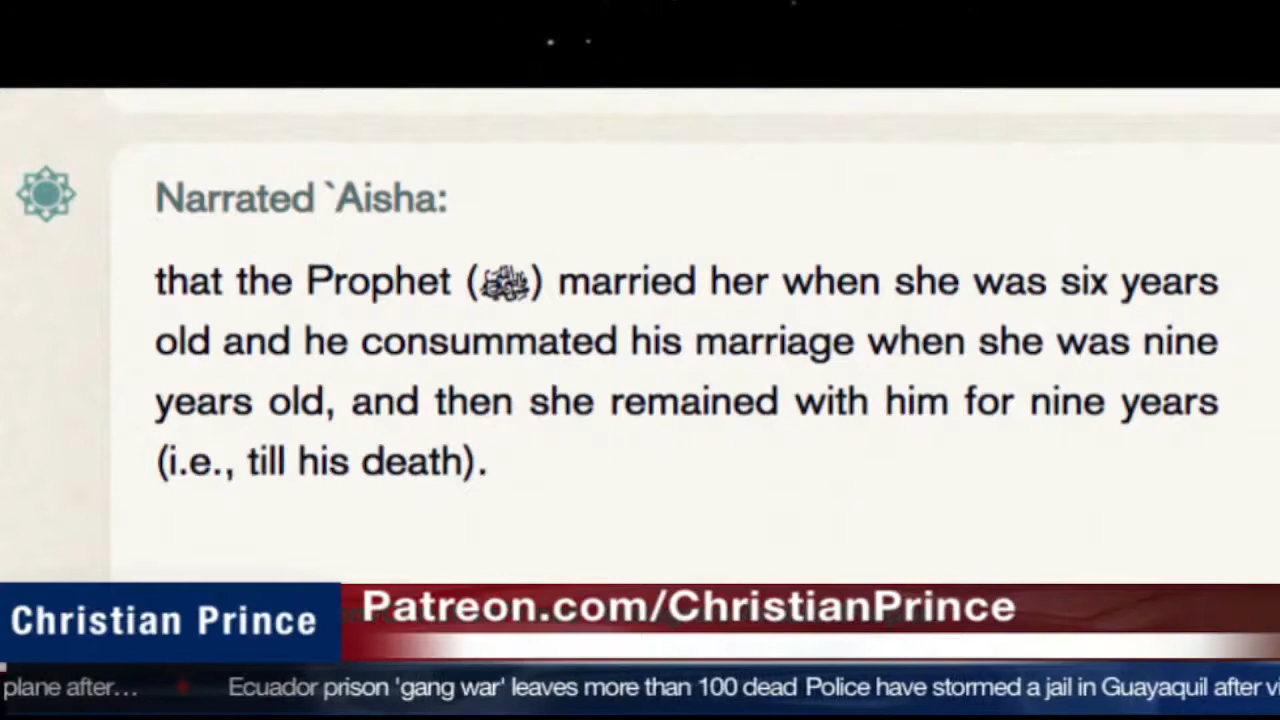 Narrated `Aisha:
that the Prophet (ﷺ) married her when she was six years
old and he consummated his marriage when she was nine
years old, and then she remained with him for nine years
(i.e., till his death).
Christian Prince
Patreon.com/ChristianPrince
plane after... Ecuador prison 'gang war' leaves more than 100 dead Police have stormed a jail in Guayaquil after